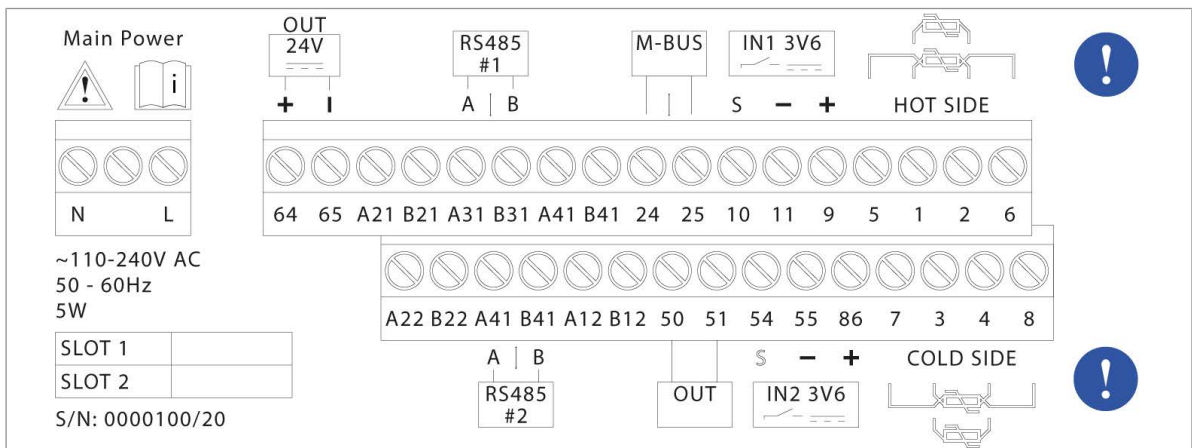 Main Power
OUT
24V
RS485
#1
M-BUS
IN1 3V6
!
! i
+ −
A B
S − +
HOT SIDE
N L
64 65 A21 B21 A31 B31 A41 B41 24 25 10 11 9 5 1 2 6
~110-240V AC
50 - 60Hz
5W
A22 B22 A41 B41 A12 B12 50 51 54 55 86 7 3 4 8
SLOT 1
SLOT 2
A B
S − +
COLD SIDE
!
RS485
#2
OUT
IN2 3V6
S/N: 0000100/20